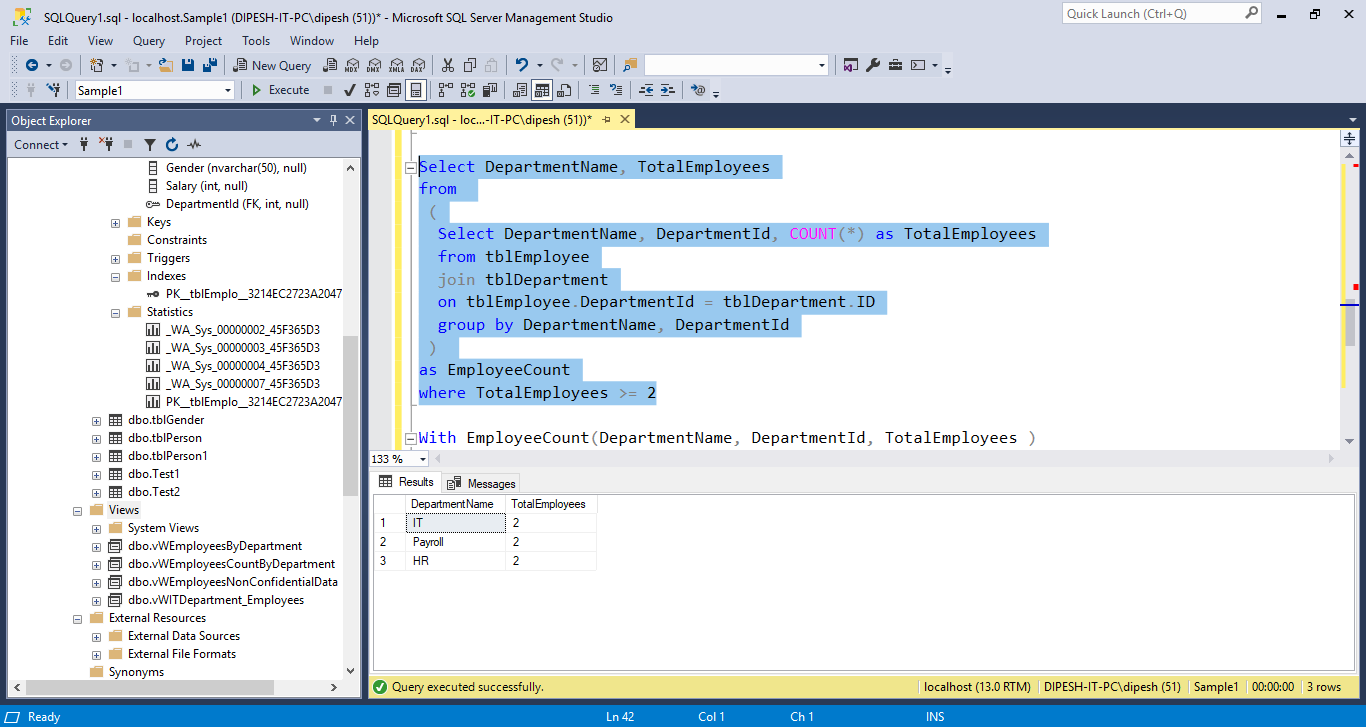 SQLQuery1.sql - localhost.Sample1 (DIPESH-IT-PC\dipesh (51))* - Microsoft SQL Server Management Studio
Quick Launch (Ctrl+Q)
File Edit View Query Project Tools Window Help
New Query MDX DMX XMLA DAX
Sample1 Execute
Object Explorer
Connect
Gender (nvarchar(50), null)
Salary (int, null)
DepartmentId (FK, int, null)
Keys
Constraints
Triggers
Indexes
PK__tblEmplo__3214EC2723A2047
Statistics
_WA_Sys_00000002_45F365D3
_WA_Sys_00000003_45F365D3
_WA_Sys_00000004_45F365D3
_WA_Sys_00000007_45F365D3
PK__tblEmplo__3214EC2723A2047
dbo.tblGender
dbo.tblPerson
dbo.tblPerson1
dbo.Test1
dbo.Test2
Views
System Views
dbo.vWEmployeesByDepartment
dbo.vWEmployeesCountByDepartment
dbo.vWEmployeesNonConfidentialData
dbo.vWITDepartment_Employees
External Resources
External Data Sources
External File Formats
Synonyms
SQLQuery1.sql - loc...-IT-PC\dipesh (51))*
Select DepartmentName, TotalEmployees
from
(
Select DepartmentName, DepartmentId, COUNT(*) as TotalEmployees
from tblEmployee
join tblDepartment
on tblEmployee.DepartmentId = tblDepartment.ID
group by DepartmentName, DepartmentId
)
as EmployeeCount
where TotalEmployees >= 2
With EmployeeCount(DepartmentName, DepartmentId, TotalEmployees )
133 %
Results Messages
DepartmentName TotalEmployees
1 IT 2
2 Payroll 2
3 HR 2
Query executed successfully. localhost (13.0 RTM) DIPESH-IT-PC\dipesh (51) Sample1 00:00:00 3 rows
Ready Ln 42 Col 1 Ch 1 INS